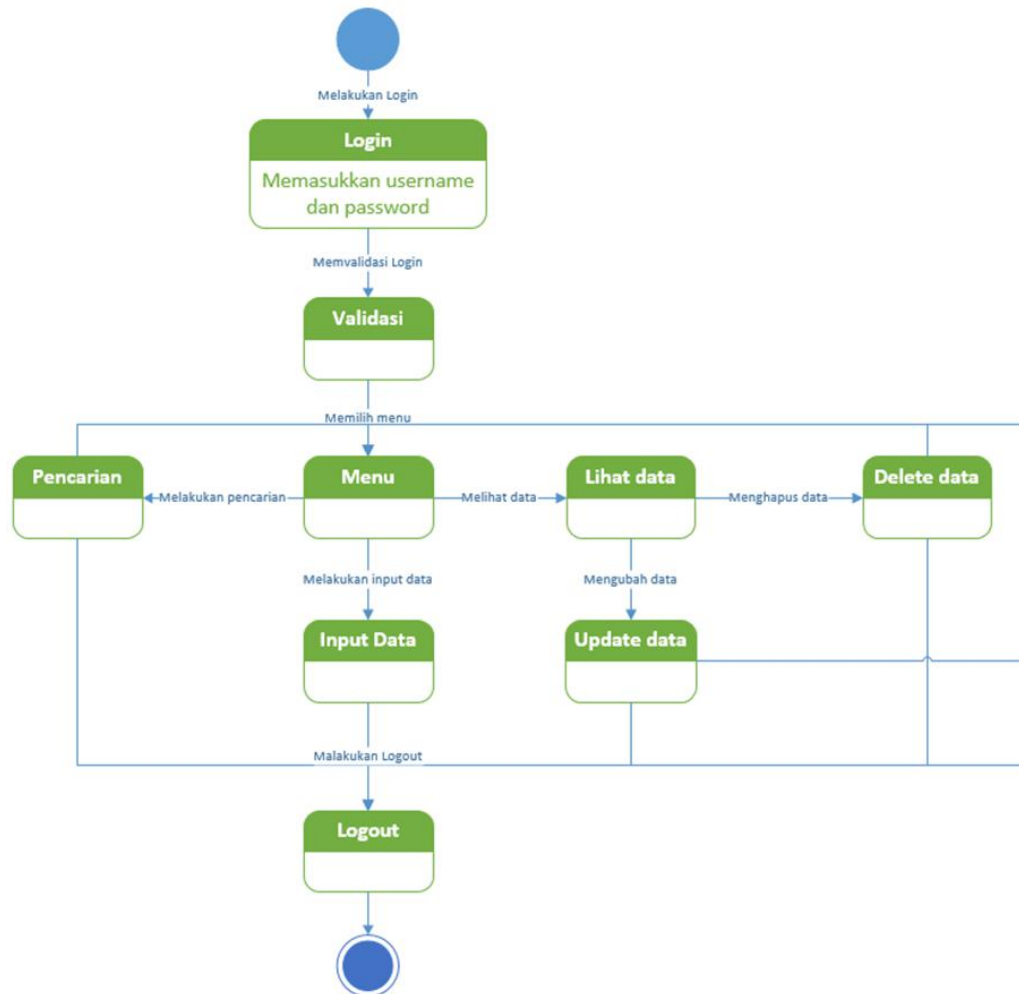 Melakukan Login
Login
Memasukkan username
dan password
Memvalidasi Login
Validasi
Memilih menu
Pencarian
Melakukan pencarian
Menu
Melihat data
Lihat data
Menghapus data
Delete data
Melakukan input data
Mengubah data
Input Data
Update data
Malakukan Logout
Logout